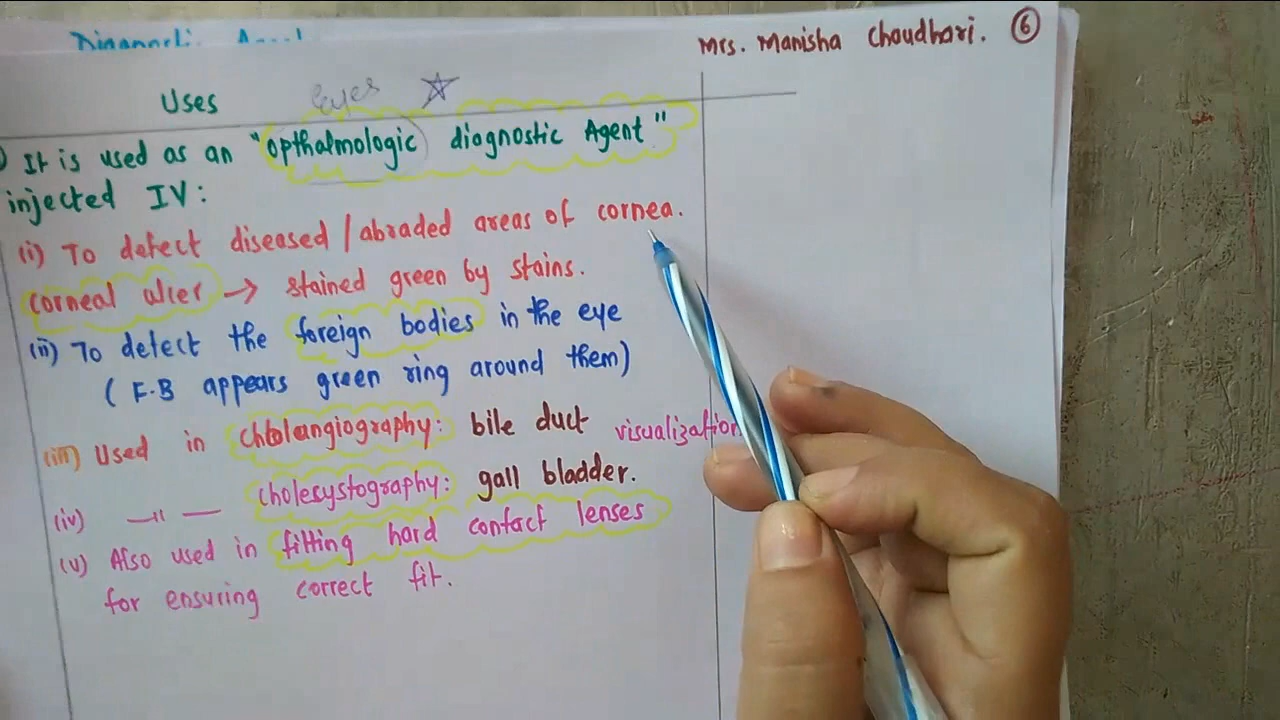 Diagnostic Agent
Mrs. Manisha Choudhari. 6
Uses eyes
It is used as an "opthalmologic diagnostic Agent"
injected IV:
(i) To detect diseased / abraded areas of cornea.
corneal ulcer → stained green by stains.
(ii) To detect the foreign bodies in the eye
( F.B appears green ring around them)
(iii) Used in cholangiography: bile duct visualization
(iv) —"— cholecystography: gall bladder.
(v) Also used in fitting hard contact lenses
for ensuring correct fit.